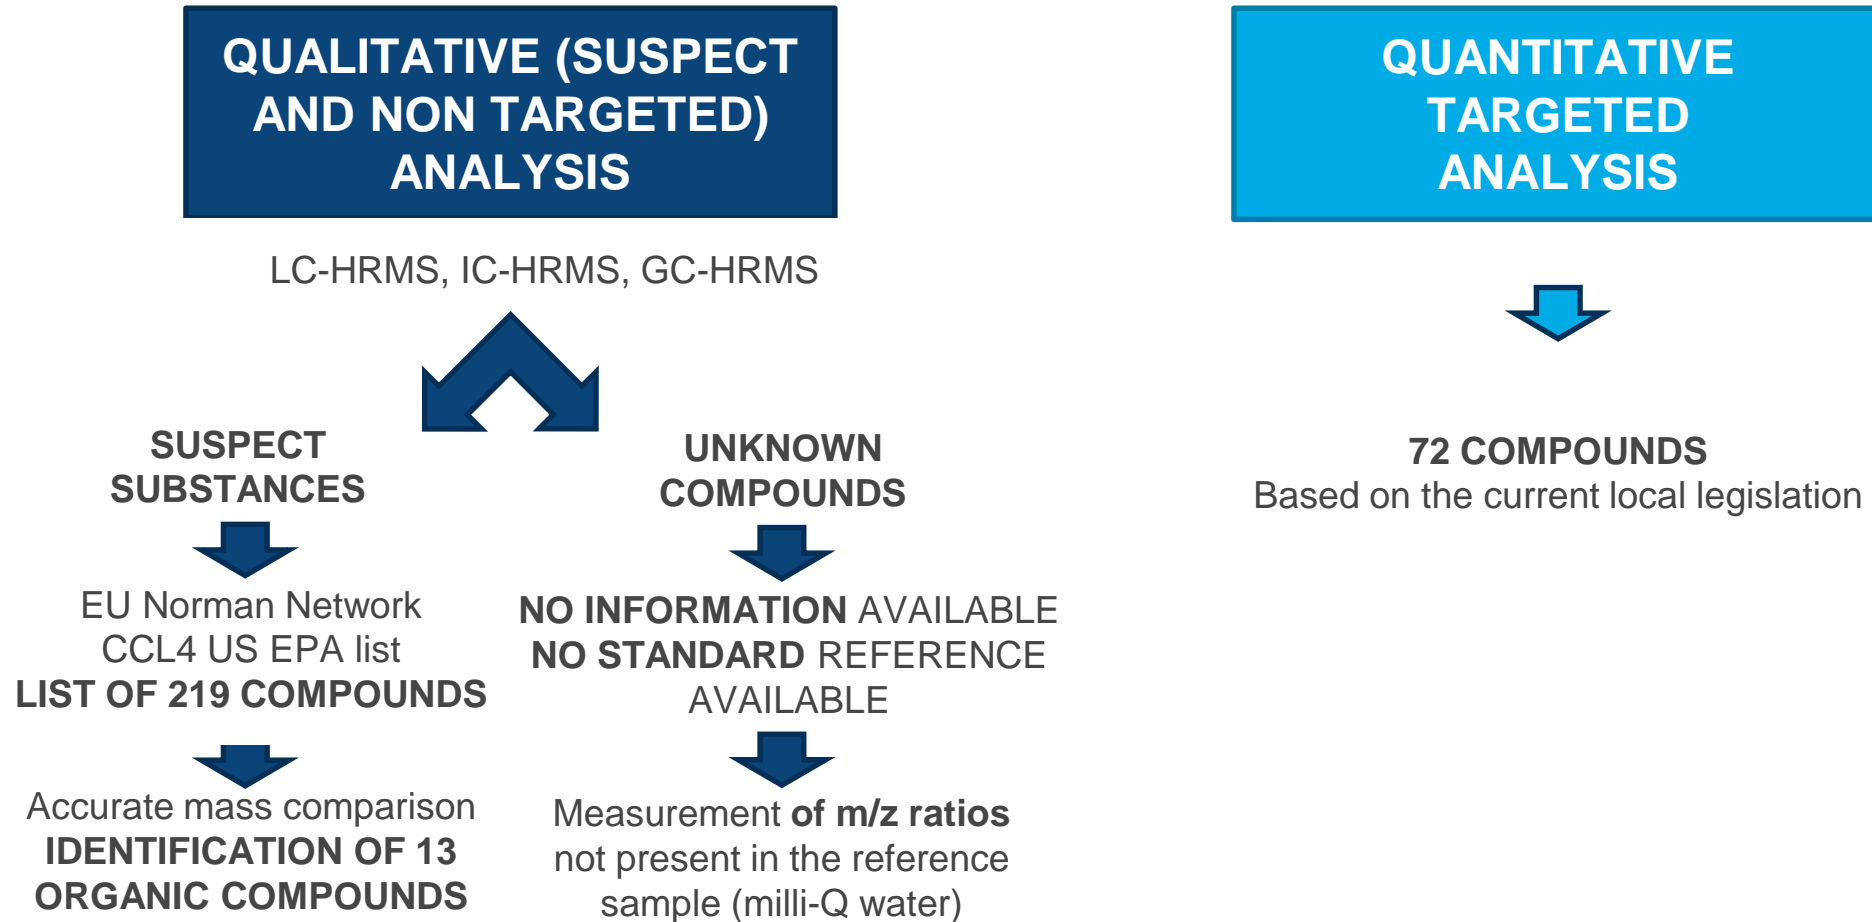 QUALITATIVE (SUSPECT
AND NON TARGETED)
ANALYSIS
LC-HRMS, IC-HRMS, GC-HRMS
SUSPECT
SUBSTANCES
EU Norman Network
CCL4 US EPA list
LIST OF 219 COMPOUNDS
Accurate mass comparison
IDENTIFICATION OF 13
ORGANIC COMPOUNDS
UNKNOWN
COMPOUNDS
NO INFORMATION AVAILABLE
NO STANDARD REFERENCE
AVAILABLE
Measurement of m/z ratios
not present in the reference
sample (milli-Q water)
QUANTITATIVE
TARGETED
ANALYSIS
72 COMPOUNDS
Based on the current local legislation